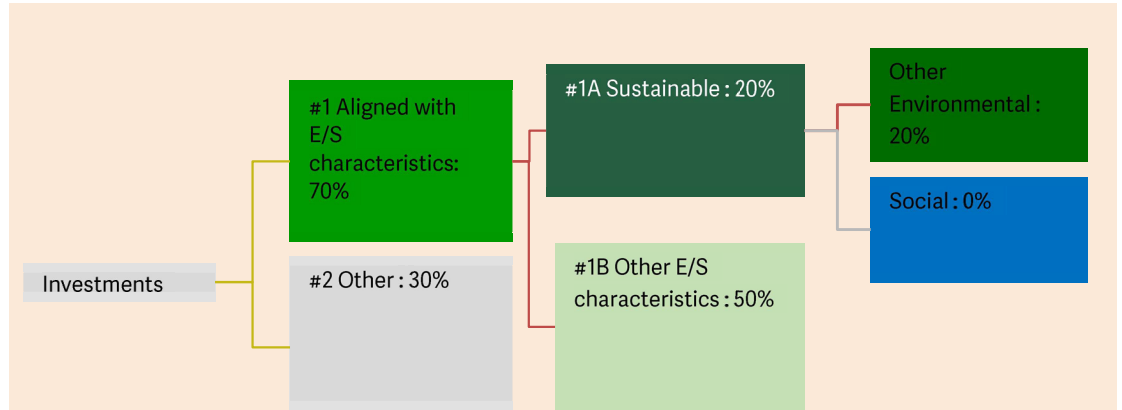 Investments
#1 Aligned with
E/S
characteristics:
70%
#2 Other : 30%
#1A Sustainable : 20%
#1B Other E/S
characteristics : 50%
Other
Environmental :
20%
Social : 0%